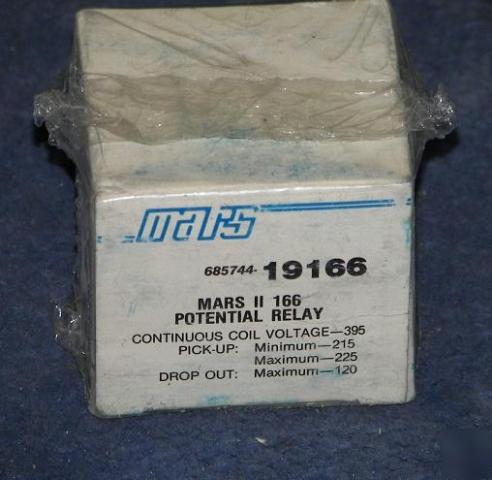 mars
685744-19166
MARS II 166
POTENTIAL RELAY
CONTINUOUS COIL VOLTAGE—395
PICK-UP: Minimum—215
Maximum—225
DROP OUT: Maximum—120